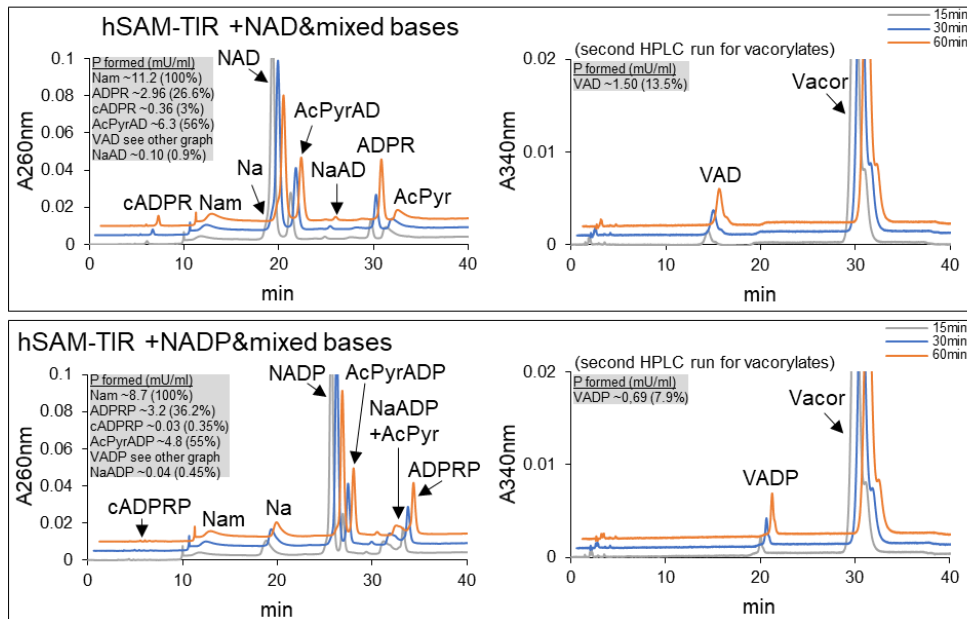 hSAM-TIR +NAD&mixed bases
P formed (mU/ml)
Nam ~11.2 (100%)
ADPR ~2.96 (26.6%)
cADPR ~0.36 (3%)
AcPyrAD ~6.3 (56%)
VAD see other graph
NaAD ~0.10 (0.9%)
NAD
AcPyrAD
ADPR
Na
NaAD
AcPyr
cADPR
Nam
A260nm
0.1
0.08
0.06
0.04
0.02
0
0
10
20
30
40
min
15min
30min
60min
(second HPLC run for vacorylates)
P formed (mU/ml)
VAD ~1.50 (13.5%)
Vacor
VAD
A340nm
0.02
0.01
0
0
10
20
30
40
min
hSAM-TIR +NADP&mixed bases
P formed (mU/ml)
Nam ~8.7 (100%)
ADPRP ~3.2 (36.2%)
cADPRP ~0.03 (0.35%)
AcPyrADP ~4.8 (55%)
VADP see other graph
NaADP ~0.04 (0.45%)
NADP
AcPyrADP
NaADP
+AcPyr
ADPRP
cADPRP
Nam
Na
A260nm
0.1
0.08
0.06
0.04
0.02
0
0
10
20
30
40
min
15min
30min
60min
(second HPLC run for vacorylates)
P formed (mU/ml)
VADP ~0,69 (7.9%)
Vacor
VADP
A340nm
0.02
0.01
0
0
10
20
30
40
min